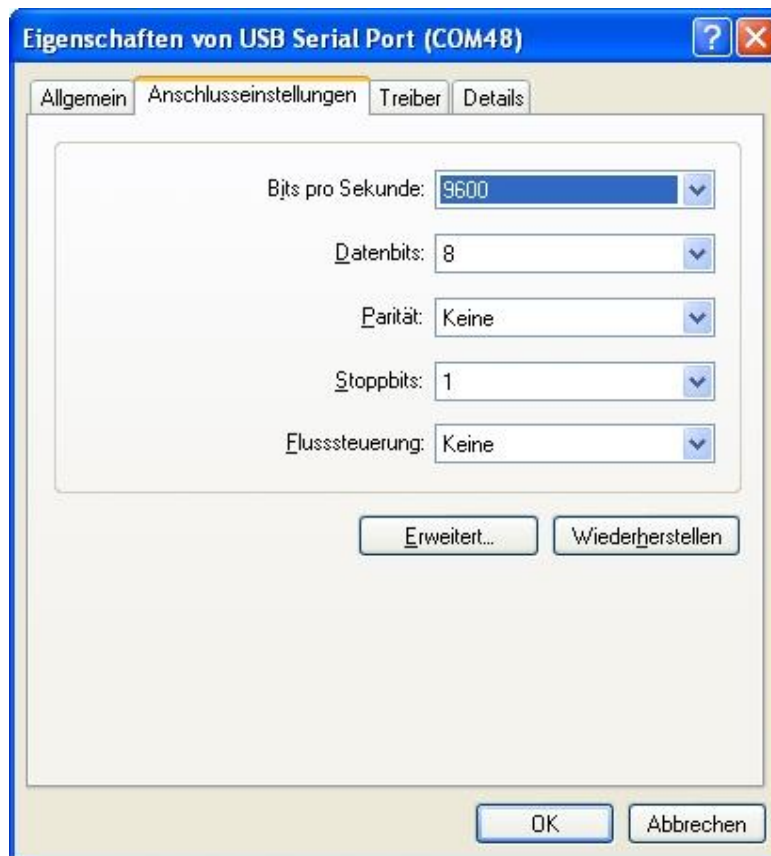 Eigenschaften von USB Serial Port (COM48)
Allgemein Anschlusseinstellungen Treiber Details
Bits pro Sekunde: 9600
Datenbits: 8
Parität: Keine
Stoppbits: 1
Flusssteuerung: Keine
Erweitert... Wiederherstellen
OK Abbrechen